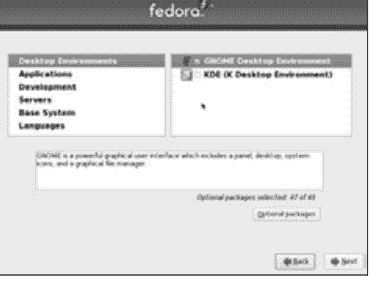 fedora
Desktop Environments
Applications
Development
Servers
Base System
Languages
GNOME Desktop Environment
KDE (K Desktop Environment)
GNOME is a powerful graphical user interface which includes a panel, desktop, system
icons, and a graphical file manager.
Optional packages selected: 47 of 49
Optional packages
Back
Next